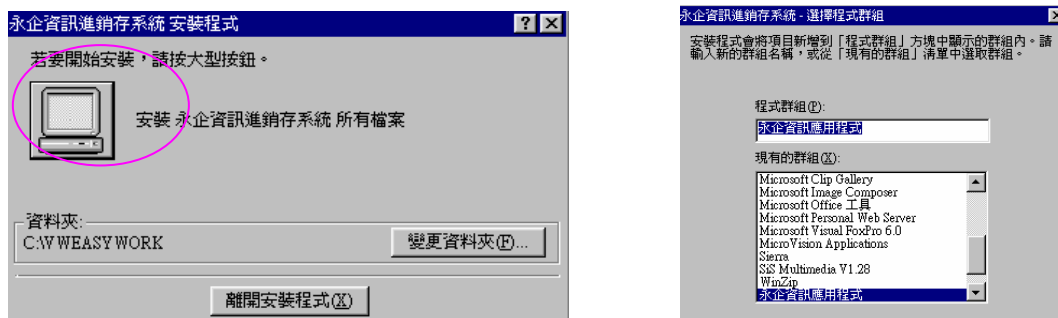 永企資訊進銷存系統 安裝程式
若要開始安裝，請按大型按鈕。
安裝 永企資訊進銷存系統 所有檔案
資料夾:
C:\VWEASYWORK
變更資料夾(F)...
離開安裝程式(X)
永企資訊進銷存系統 - 選擇程式群組
安裝程式會將項目新增到「程式群組」方塊中顯示的群組內。請
輸入新的群組名稱，或從「現有的群組」清單中選取群組。
程式群組(P):
永企資訊應用程式
現有的群組(X):
Microsoft Clip Gallery
Microsoft Image Composer
Microsoft Office 工具
Microsoft Personal Web Server
Microsoft Visual FoxPro 6.0
MicroVision Applications
Sierra
SiS Multimedia V1.28
WinZip
永企資訊應用程式